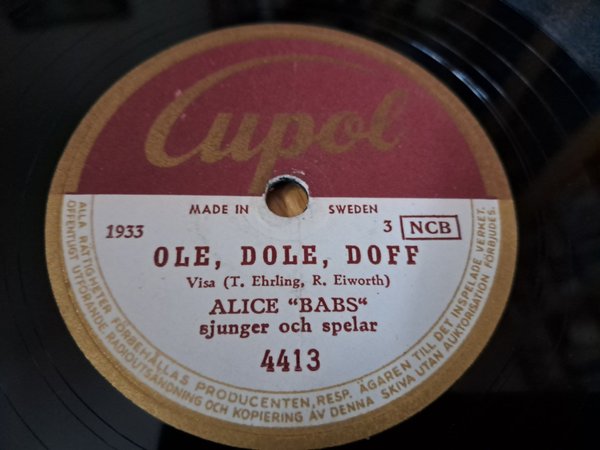 Cupol
MADE IN SWEDEN
1933
3 NCB
OLE, DOLE, DOFF
Visa (T. Ehrling, R. Eiworth)
ALICE "BABS"
sjunger och spelar
4413
ALLA RÄTTIGHETER FÖRBEHÅLLAS PRODUCENTEN, RESP. ÄGAREN TILL DET INSPELADE VERKET.
OFFENTLIGT UTFÖRANDE RADIOUTSÄNDNING OCH KOPIERING AV DENNA SKIVA UTAN AUKTORISATION FÖRBJUDES.